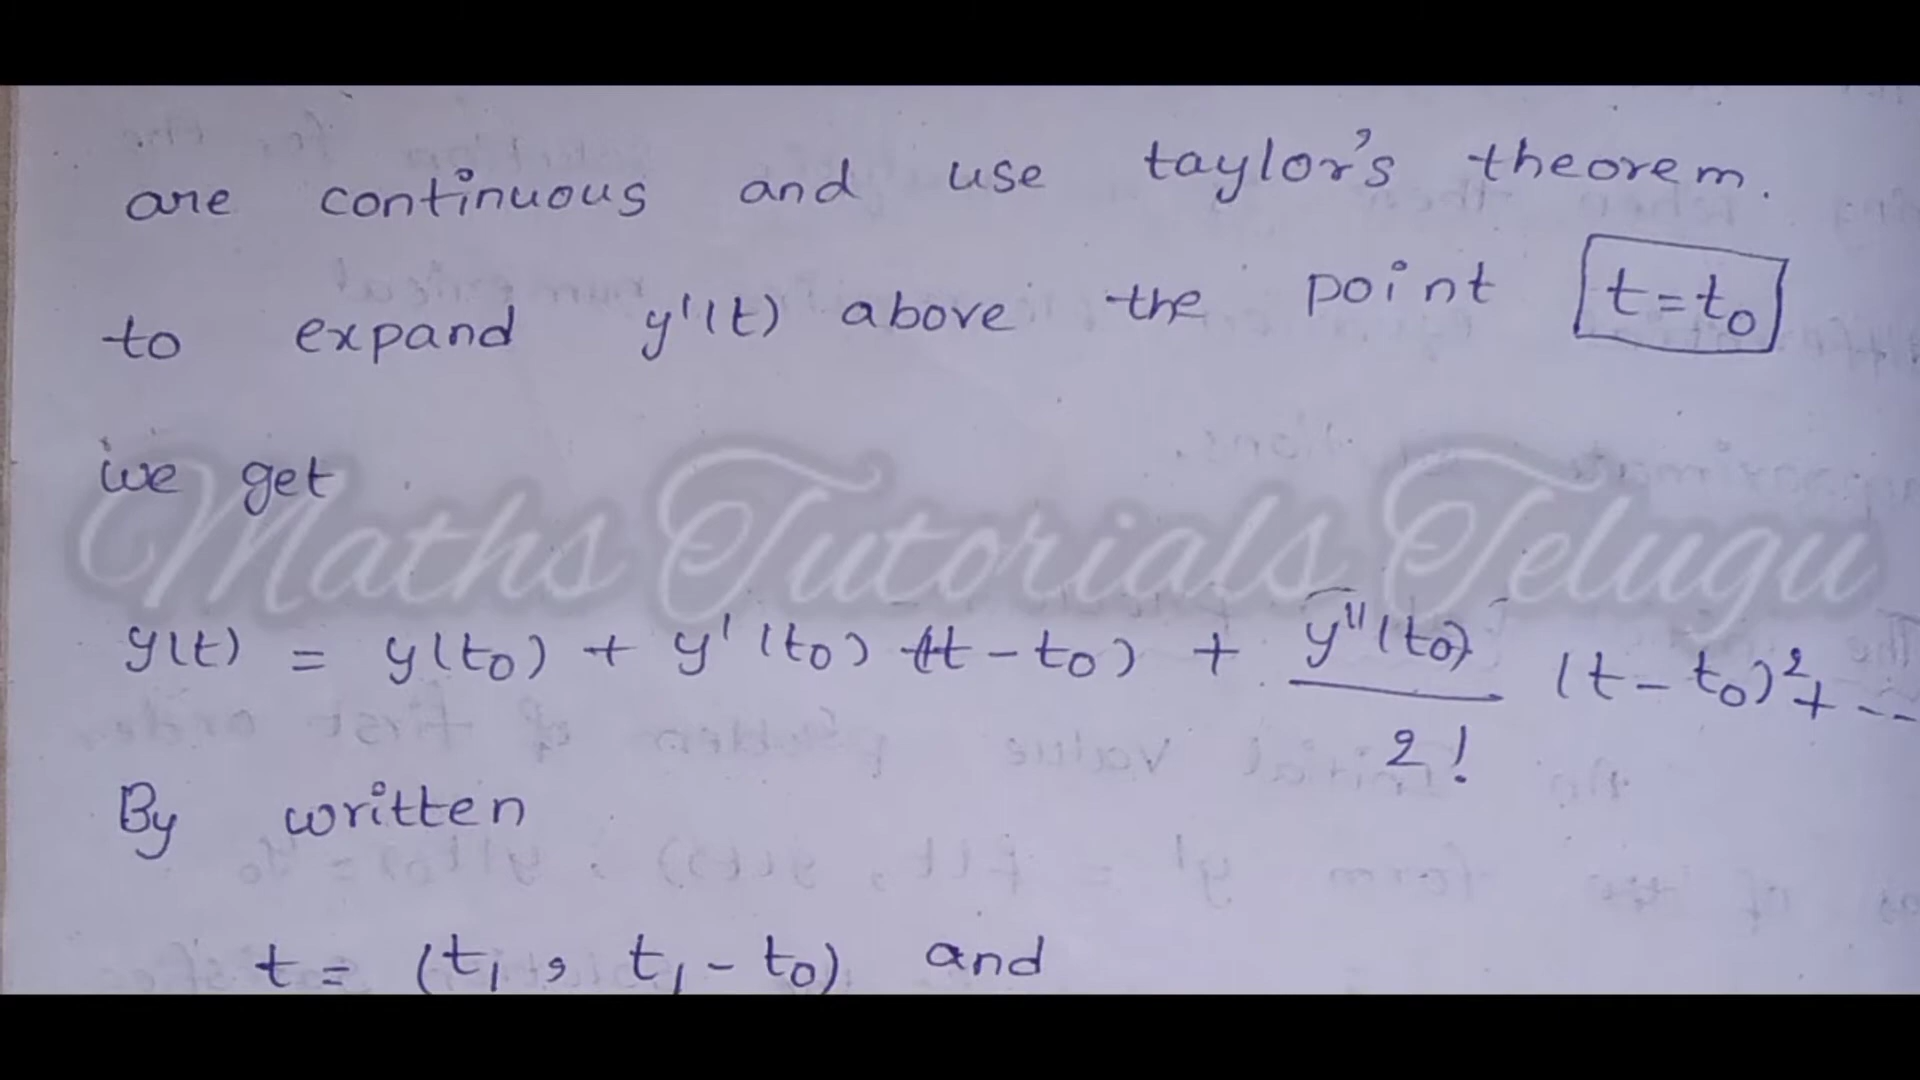 are continuous and use taylor's theorem.
to expand y'(t) above the point t=t₀
we get
Maths Tutorials Telugu
y(t) = y(t₀) + y'(t₀) (t-t₀) + y''(t₀)/2! (t-t₀)²+ ---
By written
t= (t₁, t₁-t₀) and